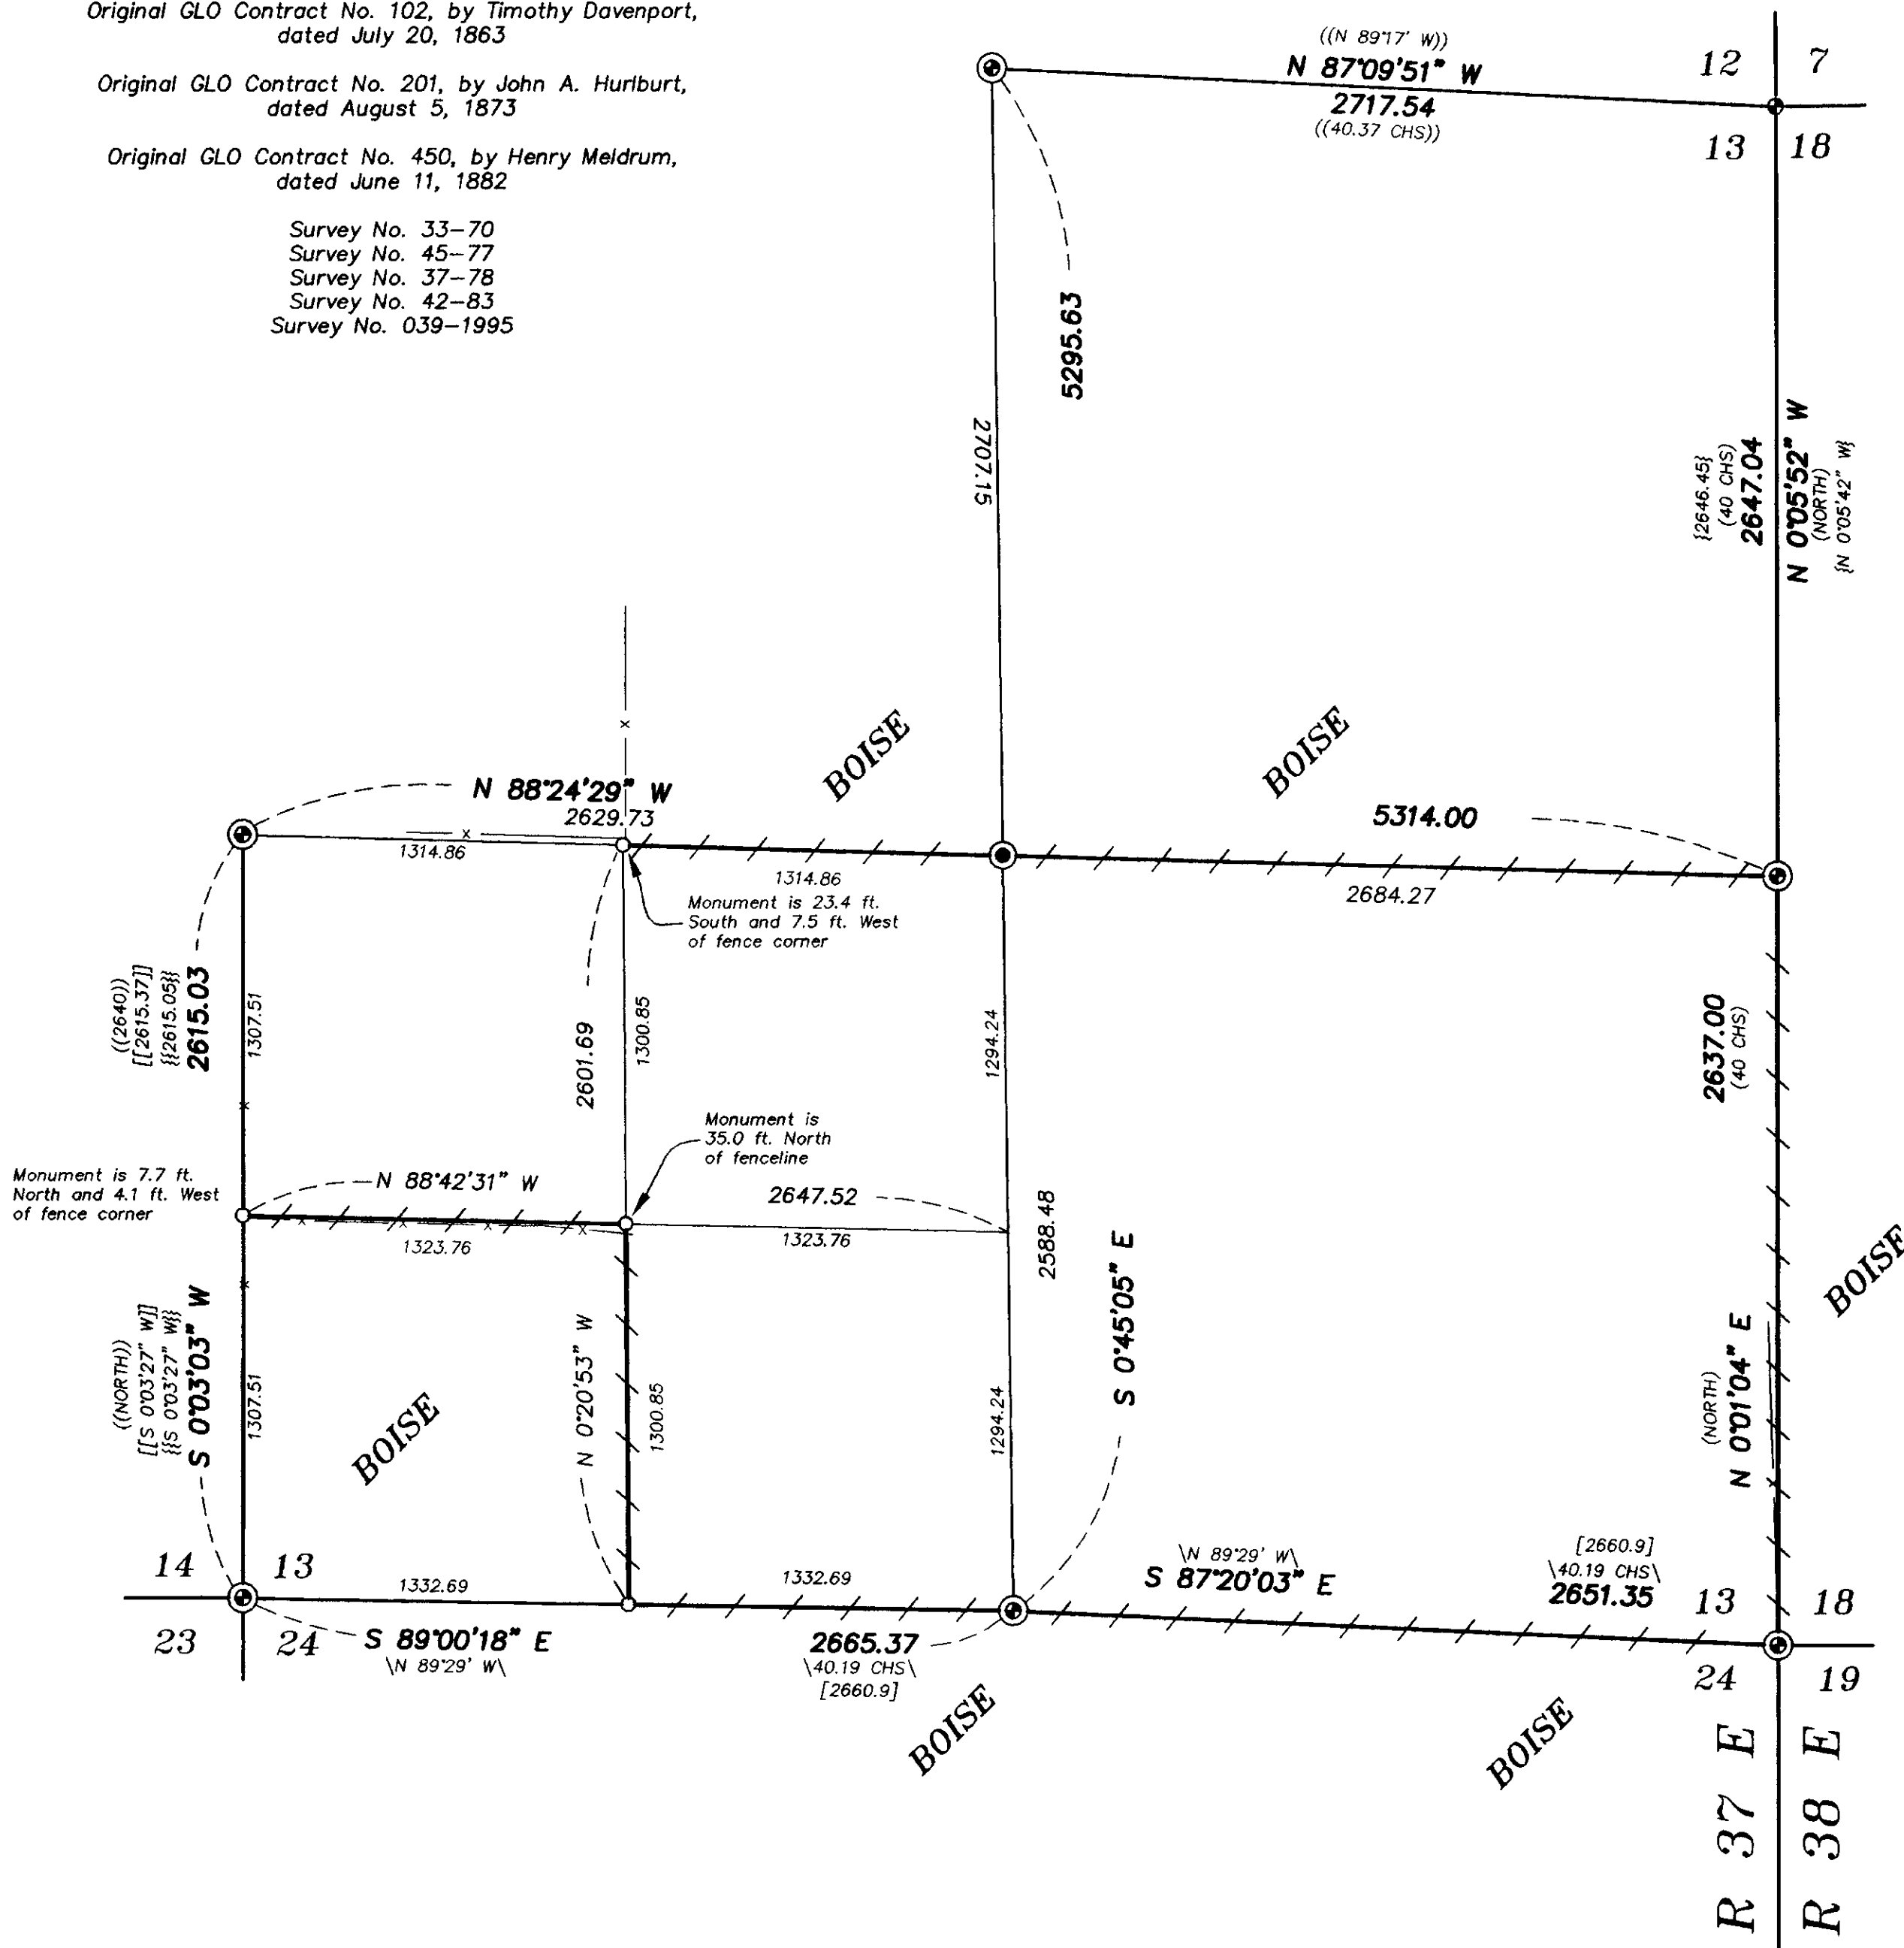 Original GLO Contract No. 102, by Timothy Davenport,
dated July 20, 1863
Original GLO Contract No. 201, by John A. Hurlburt,
dated August 5, 1873
Original GLO Contract No. 450, by Henry Meldrum,
dated June 11, 1882
Survey No. 33-70
Survey No. 45-77
Survey No. 37-78
Survey No. 42-83
Survey No. 039-1995
((N 89°17' W))
N 87°09'51" W
2717.54
((40.37 CHS))
12 7
13 18
5295.63
2707.15
{2646.45}
(40 CHS)
2647.04
N 0°05'52" W
(NORTH)
{N 0°05'42" W}
BOISE
BOISE
N 88°24'29" W
2629.73
1314.86
1314.86
5314.00
2684.27
Monument is 23.4 ft.
South and 7.5 ft. West
of fence corner
((2640))
[[2615.37]]
{{2615.05}}
2615.03
1307.51
2601.69
1300.85
1294.24
2637.00
(40 CHS)
Monument is
35.0 ft. North
of fenceline
Monument is 7.7 ft.
North and 4.1 ft. West
of fence corner
N 88°42'31" W
1323.76
2647.52
1323.76
2588.48
S 0°45'05" E
BOISE
((NORTH))
[[S 0°03'27" W]]
{{S 0°03'27" W}}
S 0°03'03" W
1307.51
BOISE
N 0°20'53" W
1300.85
1294.24
(NORTH)
N 0°01'04" E
14 13
23 24
1332.69
1332.69
S 89°00'18" E
\N 89°29' W\
2665.37
\40.19 CHS\
[2660.9]
\N 89°29' W\
S 87°20'03" E
[2660.9]
\40.19 CHS\
2651.35
13 18
24 19
BOISE
BOISE
R 37 E
R 38 E